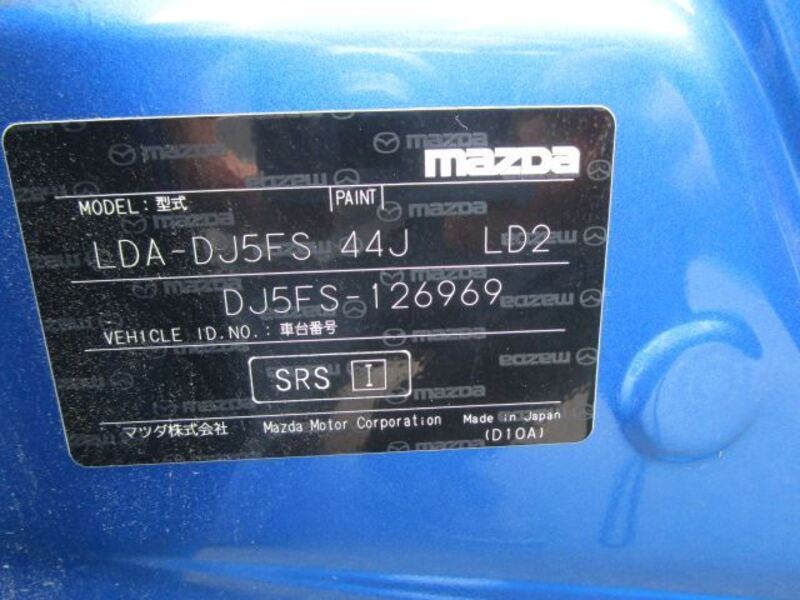 mazda
MODEL : 型式 PAINT
LDA-DJ5FS 44J LD2
DJ5FS-126969
VEHICLE ID.NO. : 車台番号
SRS I
マツダ株式会社 Mazda Motor Corporation Made in Japan
(D10A)